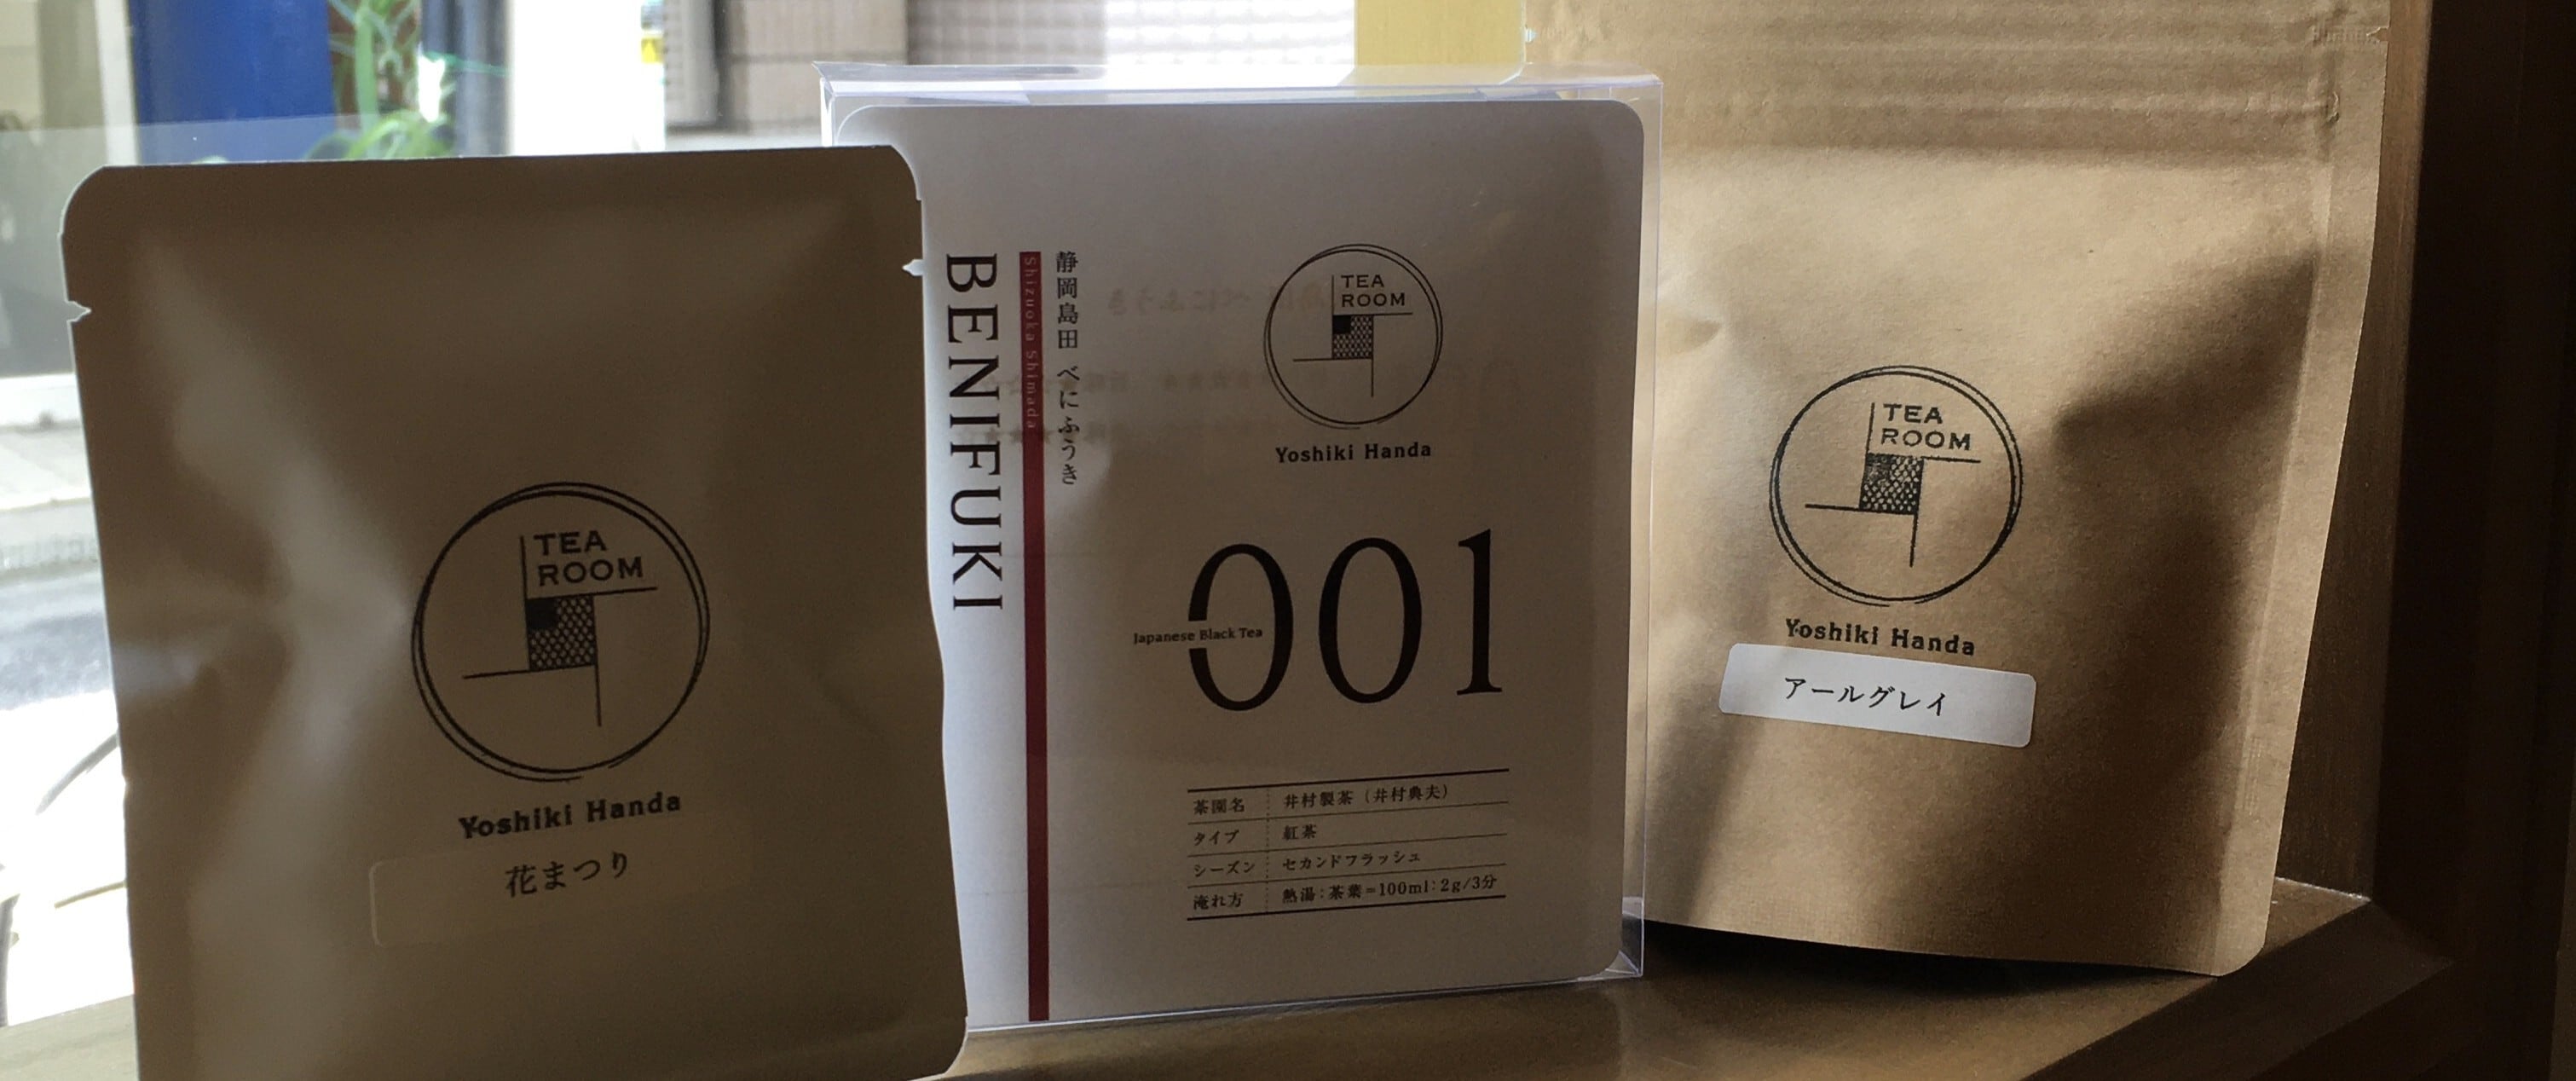 TEA
ROOM
Yoshiki Handa
花まつり
BENIFUKI
Shizuoka Shimada
静岡島田 べにふうき
TEA
ROOM
Yoshiki Handa
001
Japanese Black Tea
茶園名 井村製茶（井村典夫）
タイプ 紅茶
シーズン セカンドフラッシュ
淹れ方 熱湯：茶葉=100ml：2g/3分
TEA
ROOM
Yoshiki Handa
アールグレイ